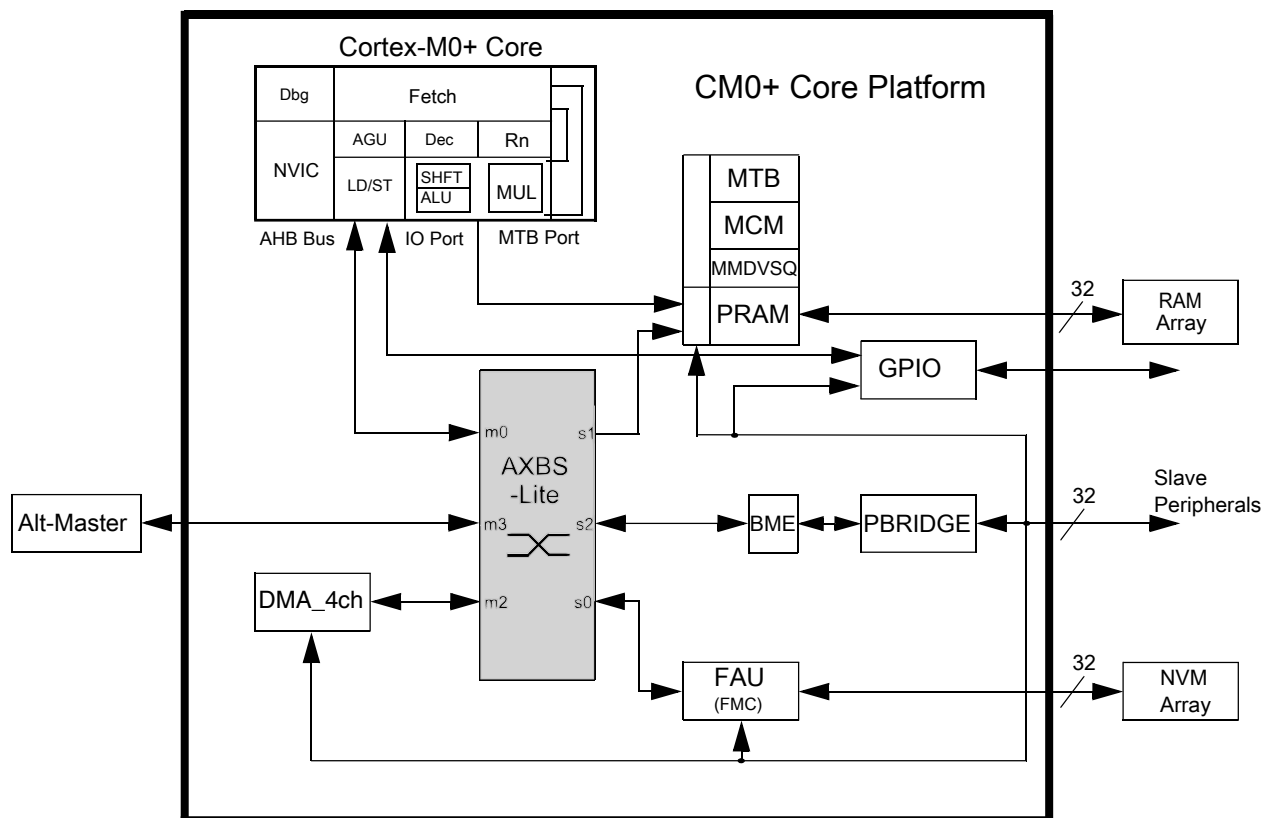 Cortex-M0+ Core
CM0+ Core Platform
Dbg
Fetch
AGU
Dec
Rn
NVIC
LD/ST
SHFT
ALU
MUL
AHB Bus
IO Port
MTB Port
MTB
MCM
MMDVSQ
PRAM
32
RAM
Array
GPIO
m0
s1
AXBS
-Lite
Alt-Master
m3
s2
BME
PBRIDGE
32
Slave
Peripherals
DMA_4ch
m2
s0
FAU
(FMC)
32
NVM
Array